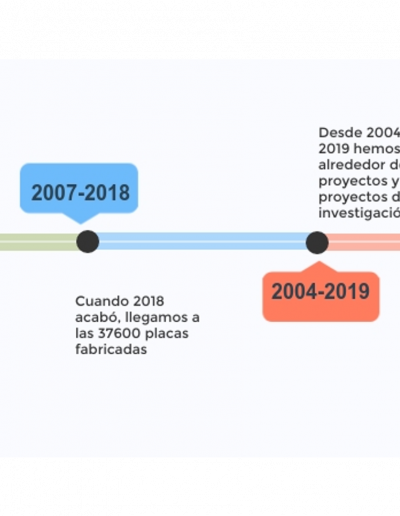 2007-2018
Cuando 2018
acabó, llegamos a
las 37600 placas
fabricadas
Desde 2004
2019 hemos
alrededor
proyectos y
proyectos
2004-2019